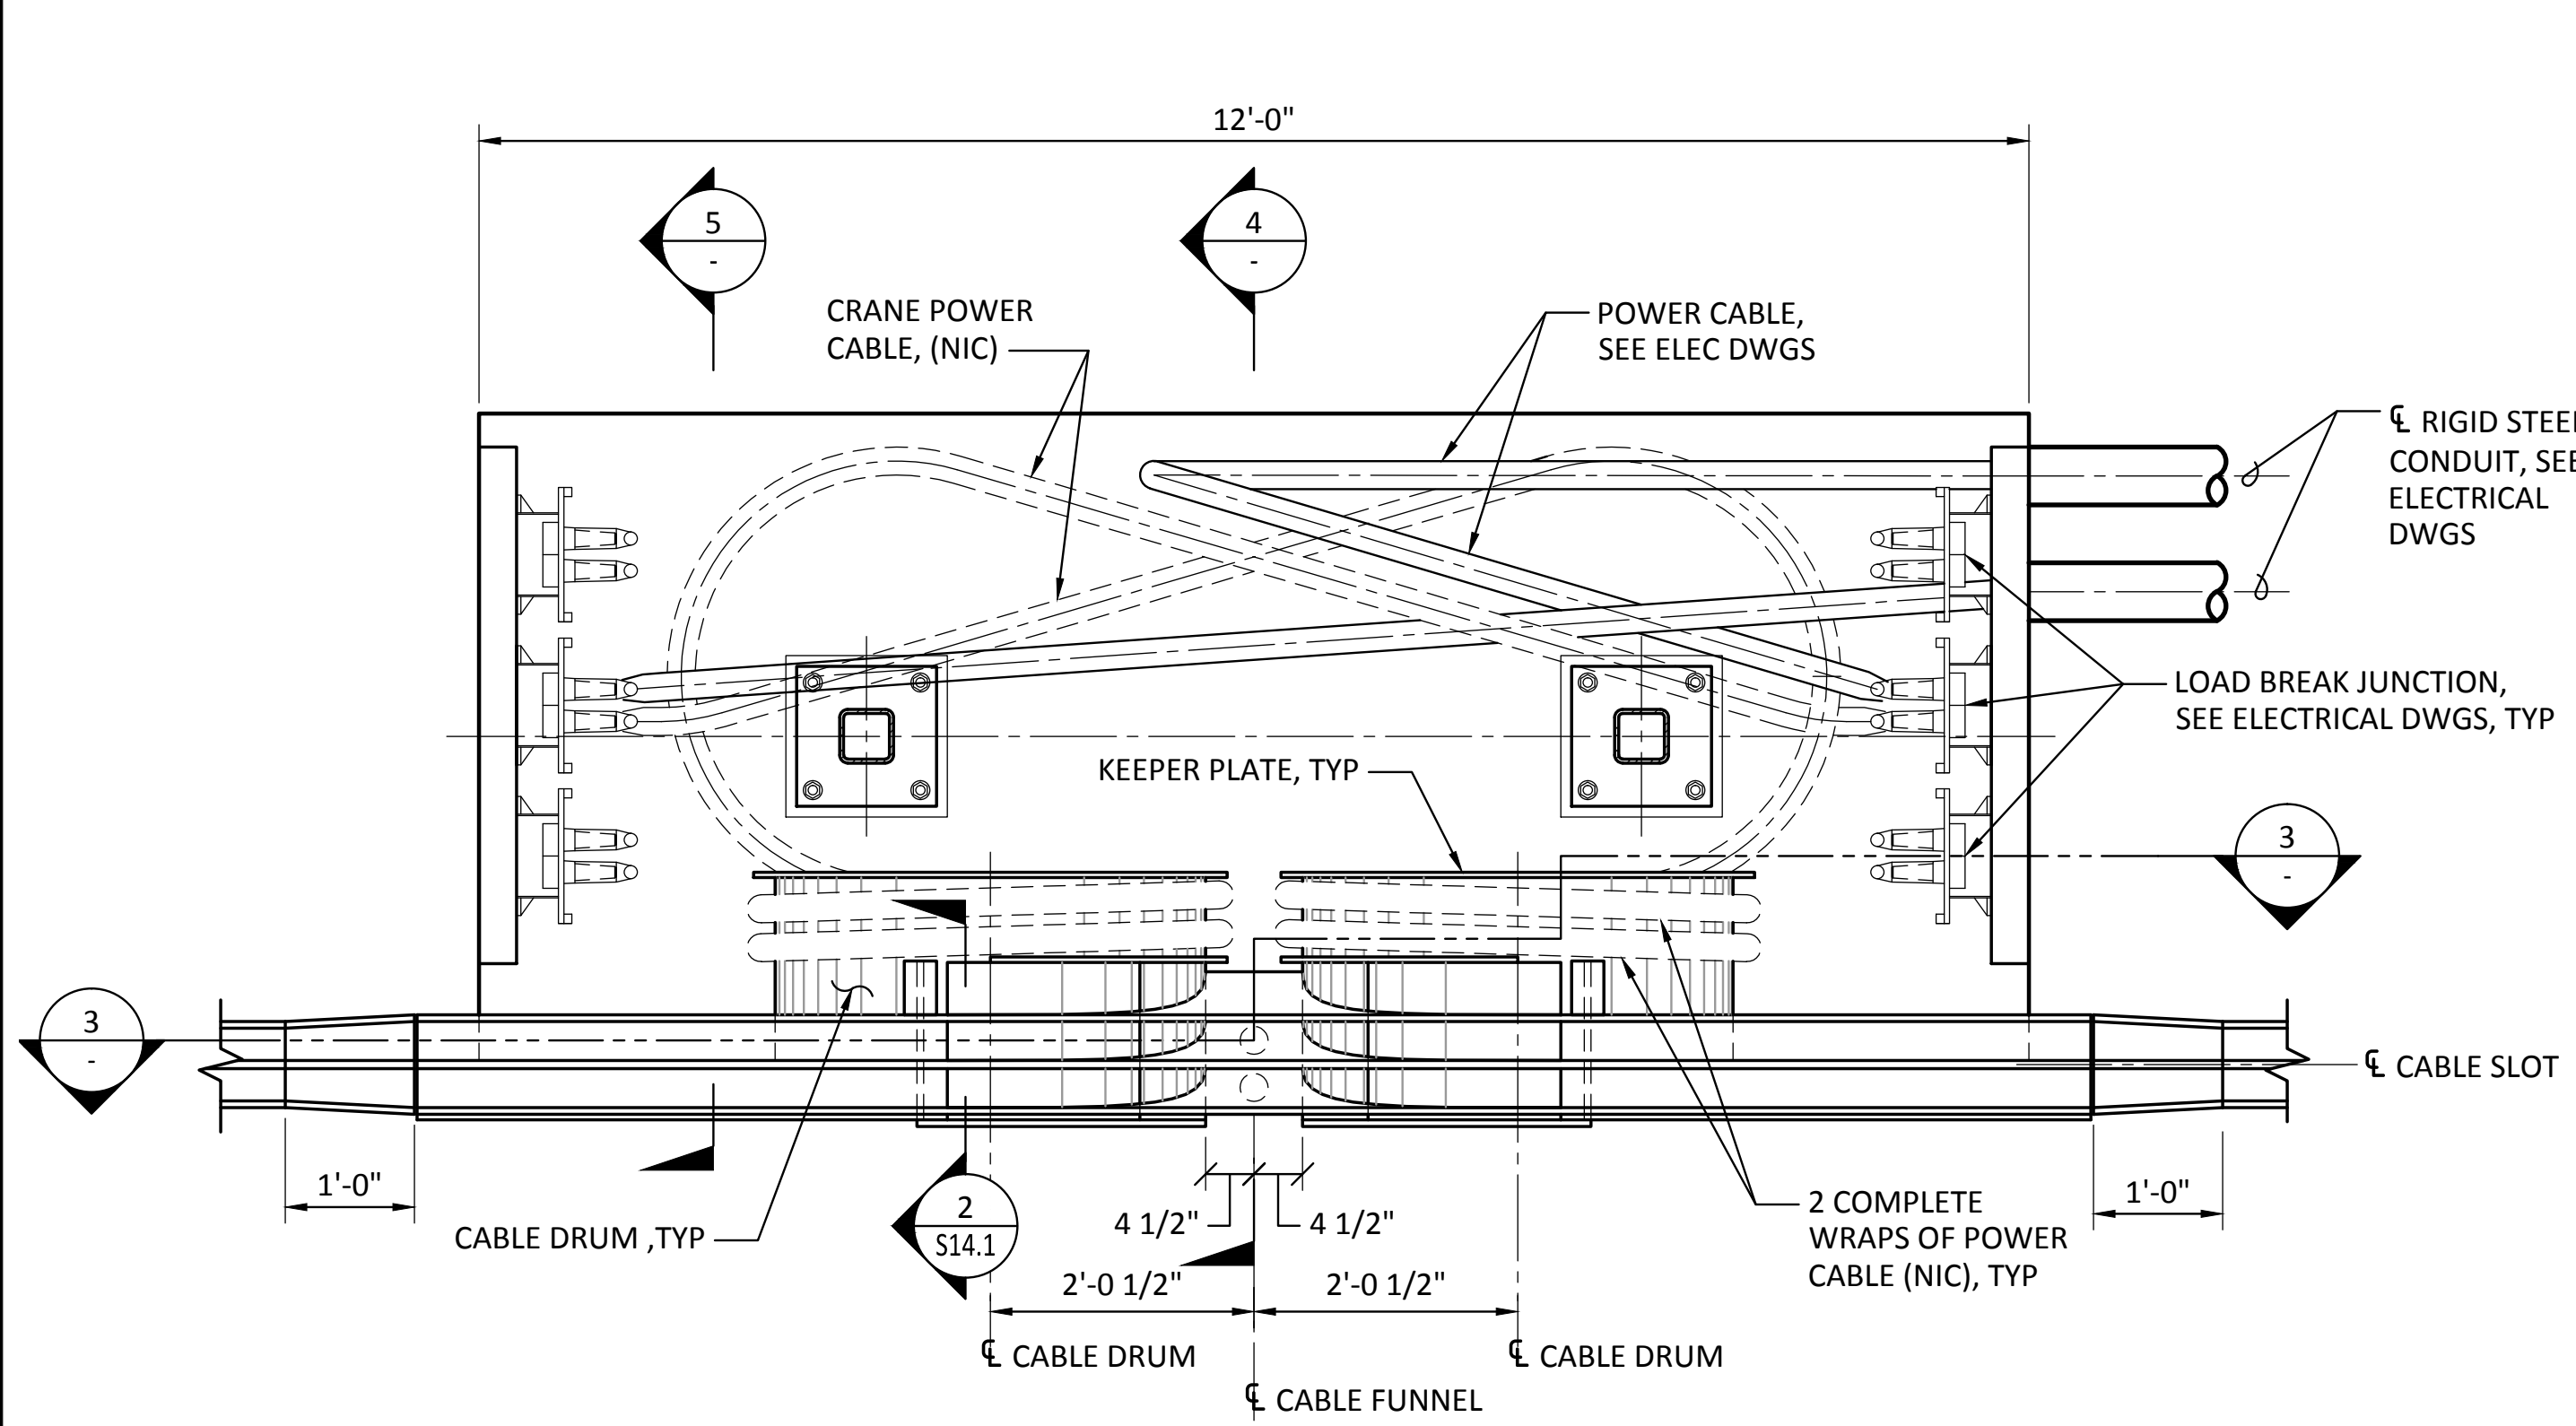 12'-0"
5
-
4
-
CRANE POWER
CABLE, (NIC)
POWER CABLE,
SEE ELEC DWGS
℄ RIGID STEEL
CONDUIT, SEE
ELECTRICAL
DWGS
LOAD BREAK JUNCTION,
SEE ELECTRICAL DWGS, TYP
KEEPER PLATE, TYP
3
-
3
-
℄ CABLE SLOT
1'-0"
CABLE DRUM ,TYP
2
S14.1
4 1/2"
4 1/2"
2'-0 1/2"
2'-0 1/2"
2 COMPLETE
WRAPS OF POWER
CABLE (NIC), TYP
1'-0"
℄ CABLE DRUM
℄ CABLE DRUM
℄ CABLE FUNNEL